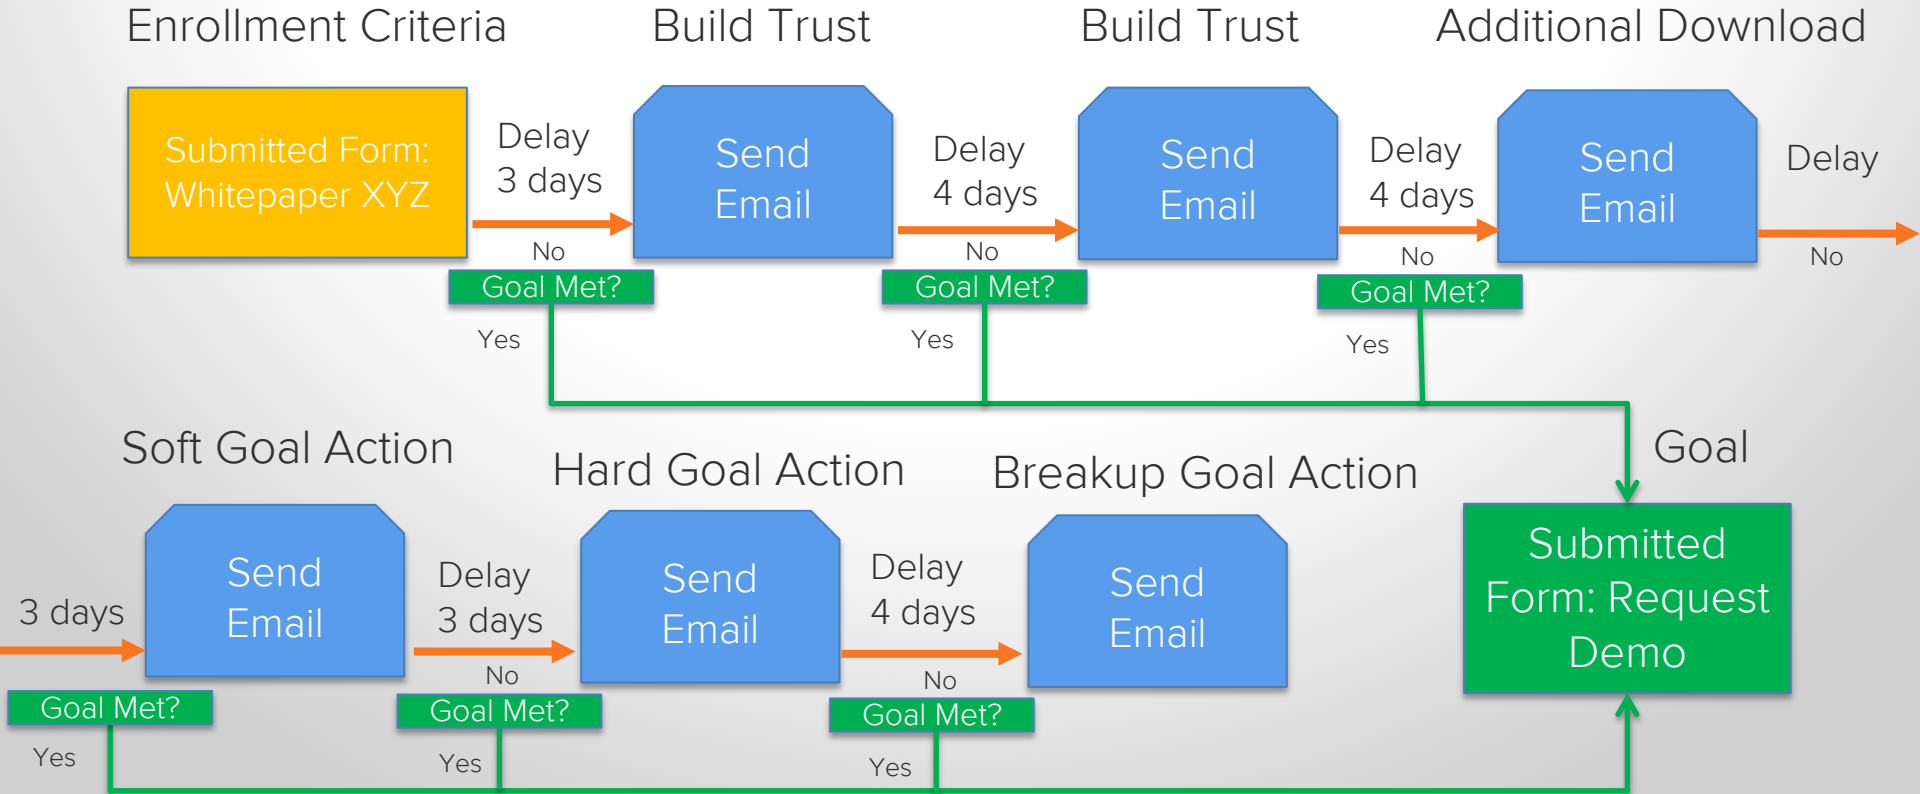 Enrollment Criteria
Build Trust
Build Trust
Additional Download
Submitted Form:
Whitepaper XYZ
Delay
3 days
No
Goal Met?
Yes
Send
Email
Delay
4 days
No
Goal Met?
Yes
Send
Email
Delay
4 days
No
Goal Met?
Yes
Send
Email
Delay
No
Soft Goal Action
Hard Goal Action
Breakup Goal Action
Goal
3 days
Goal Met?
Yes
Send
Email
Delay
3 days
No
Goal Met?
Yes
Send
Email
Delay
4 days
No
Goal Met?
Yes
Send
Email
Submitted
Form: Request
Demo